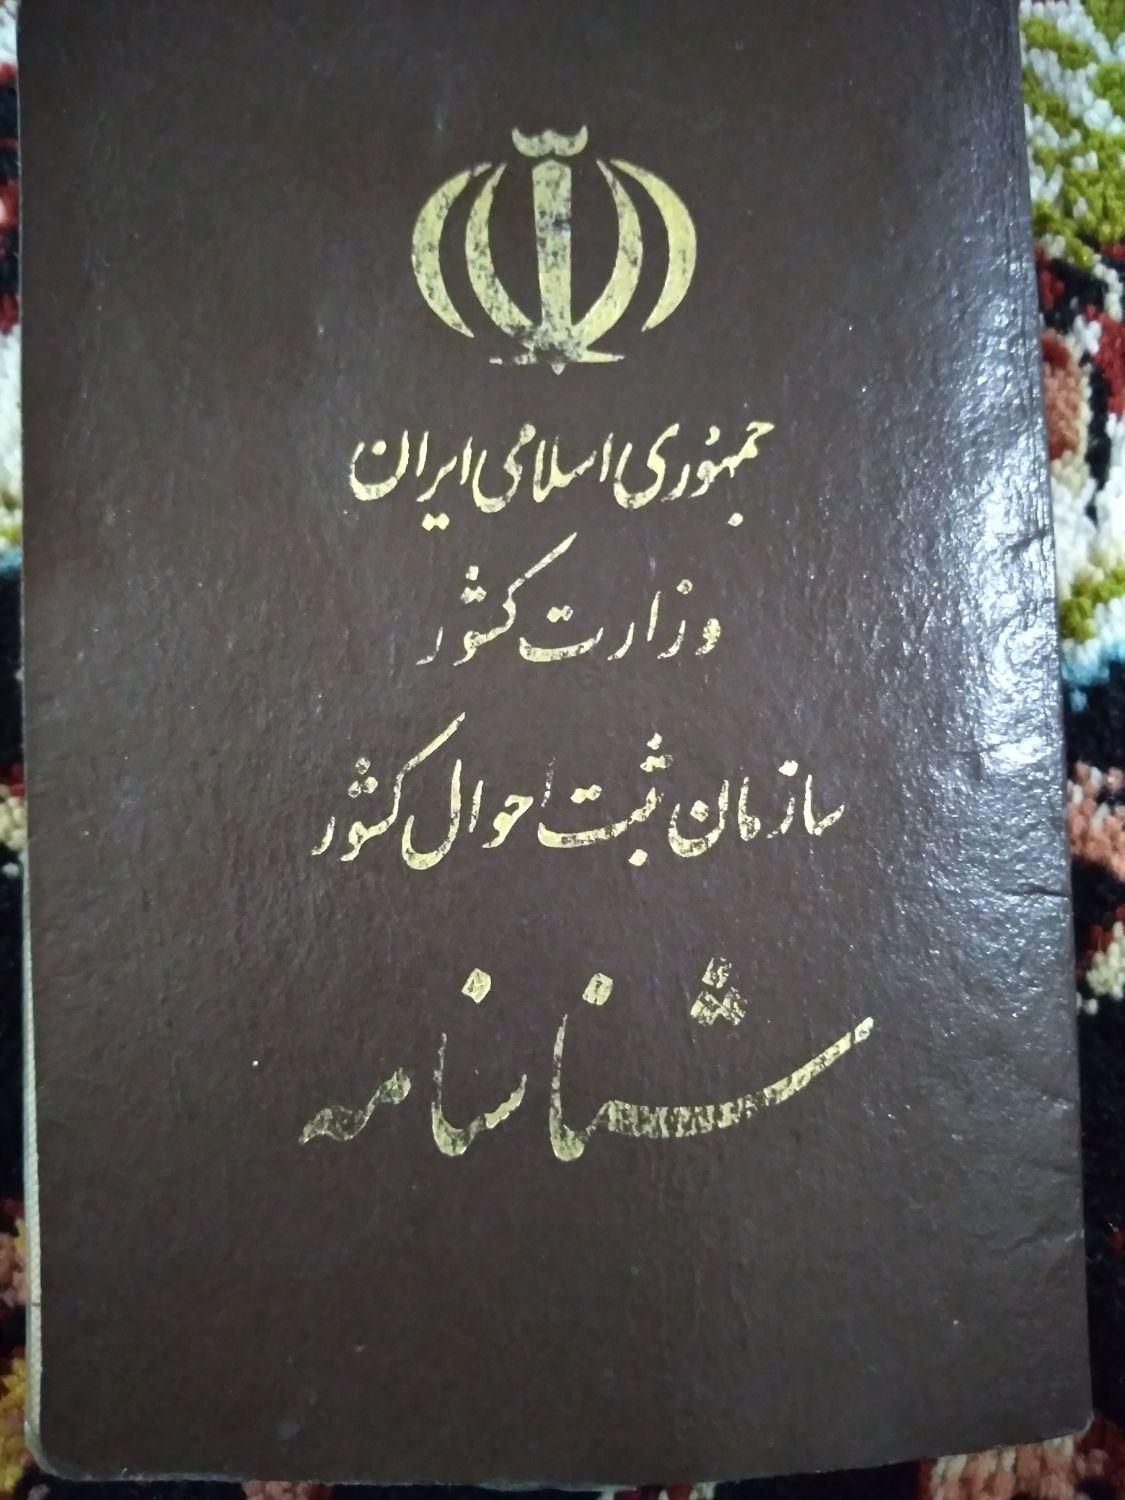 جمهوری اسلامی ایران
وزارت کشور
سازمان ثبت احوال کشور
شناسنامه